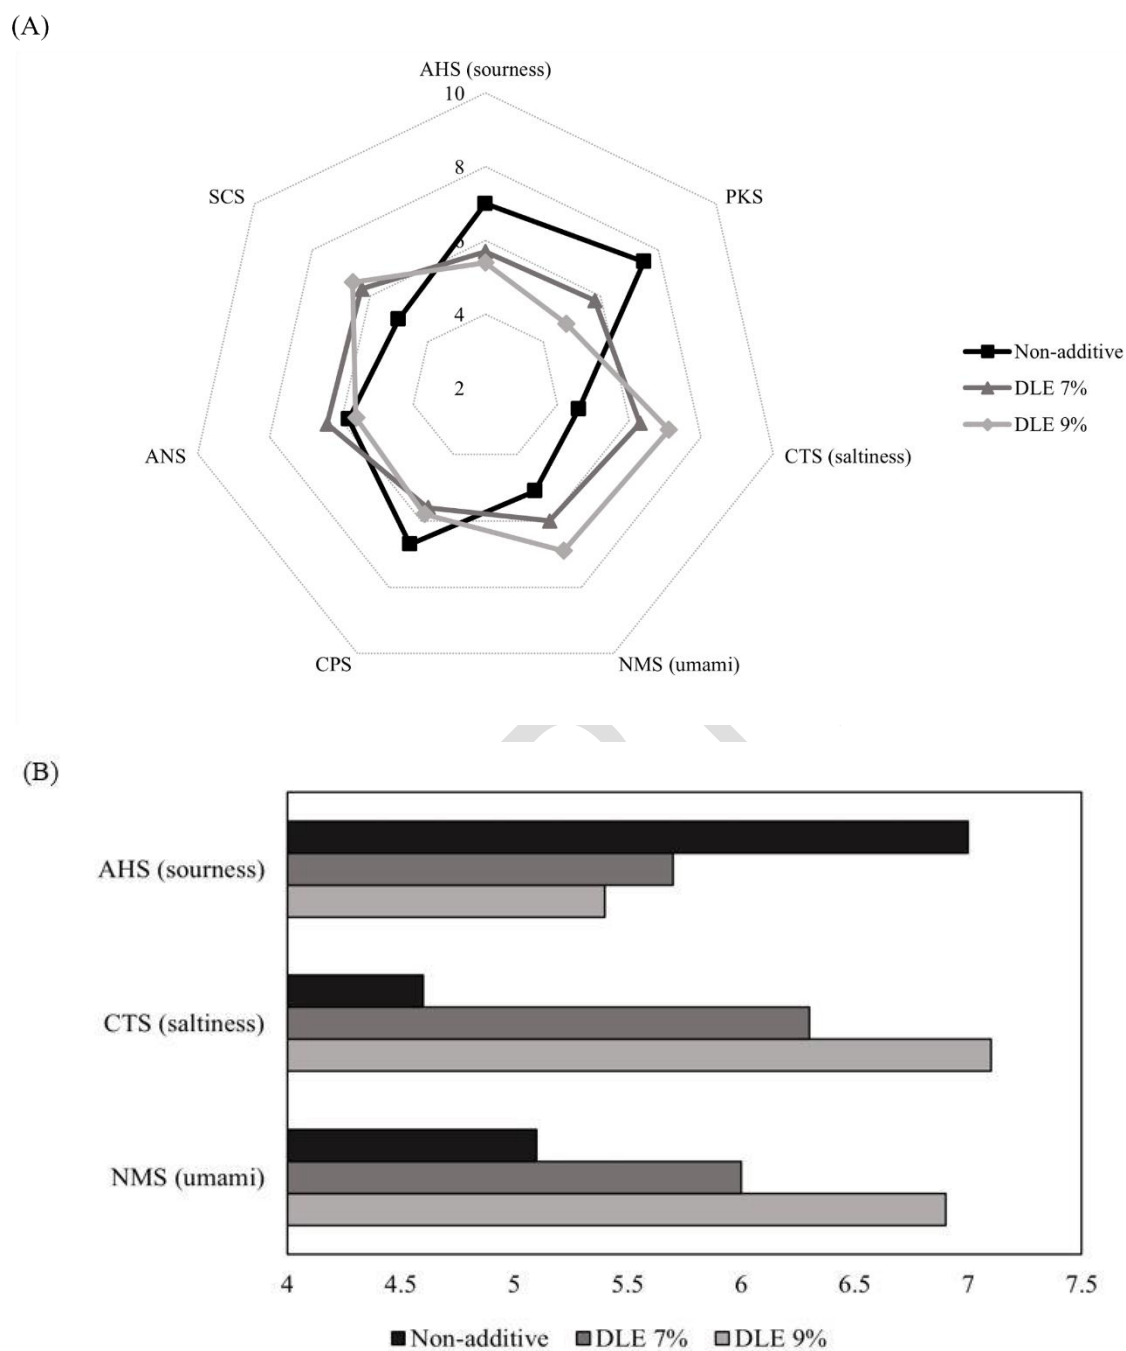 (A)
AHS (sourness)
10
8
SCS
PKS
6
4
Non-additive
2
DLE 7%
DLE 9%
ANS
CTS (saltiness)
CPS
NMS (umami)
(B)
AHS (sourness)
CTS (saltiness)
NMS (umami)
4 4.5 5 5.5 6 6.5 7 7.5
Non-additive DLE 7% DLE 9%